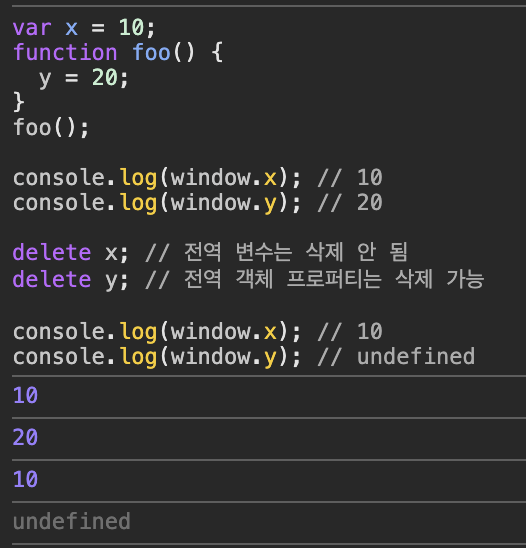 var x = 10;
function foo() {
  y = 20;
}
foo();

console.log(window.x); // 10
console.log(window.y); // 20

delete x; // 전역 변수는 삭제 안 됨
delete y; // 전역 객체 프로퍼티는 삭제 가능

console.log(window.x); // 10
console.log(window.y); // undefined
10
20
10
undefined